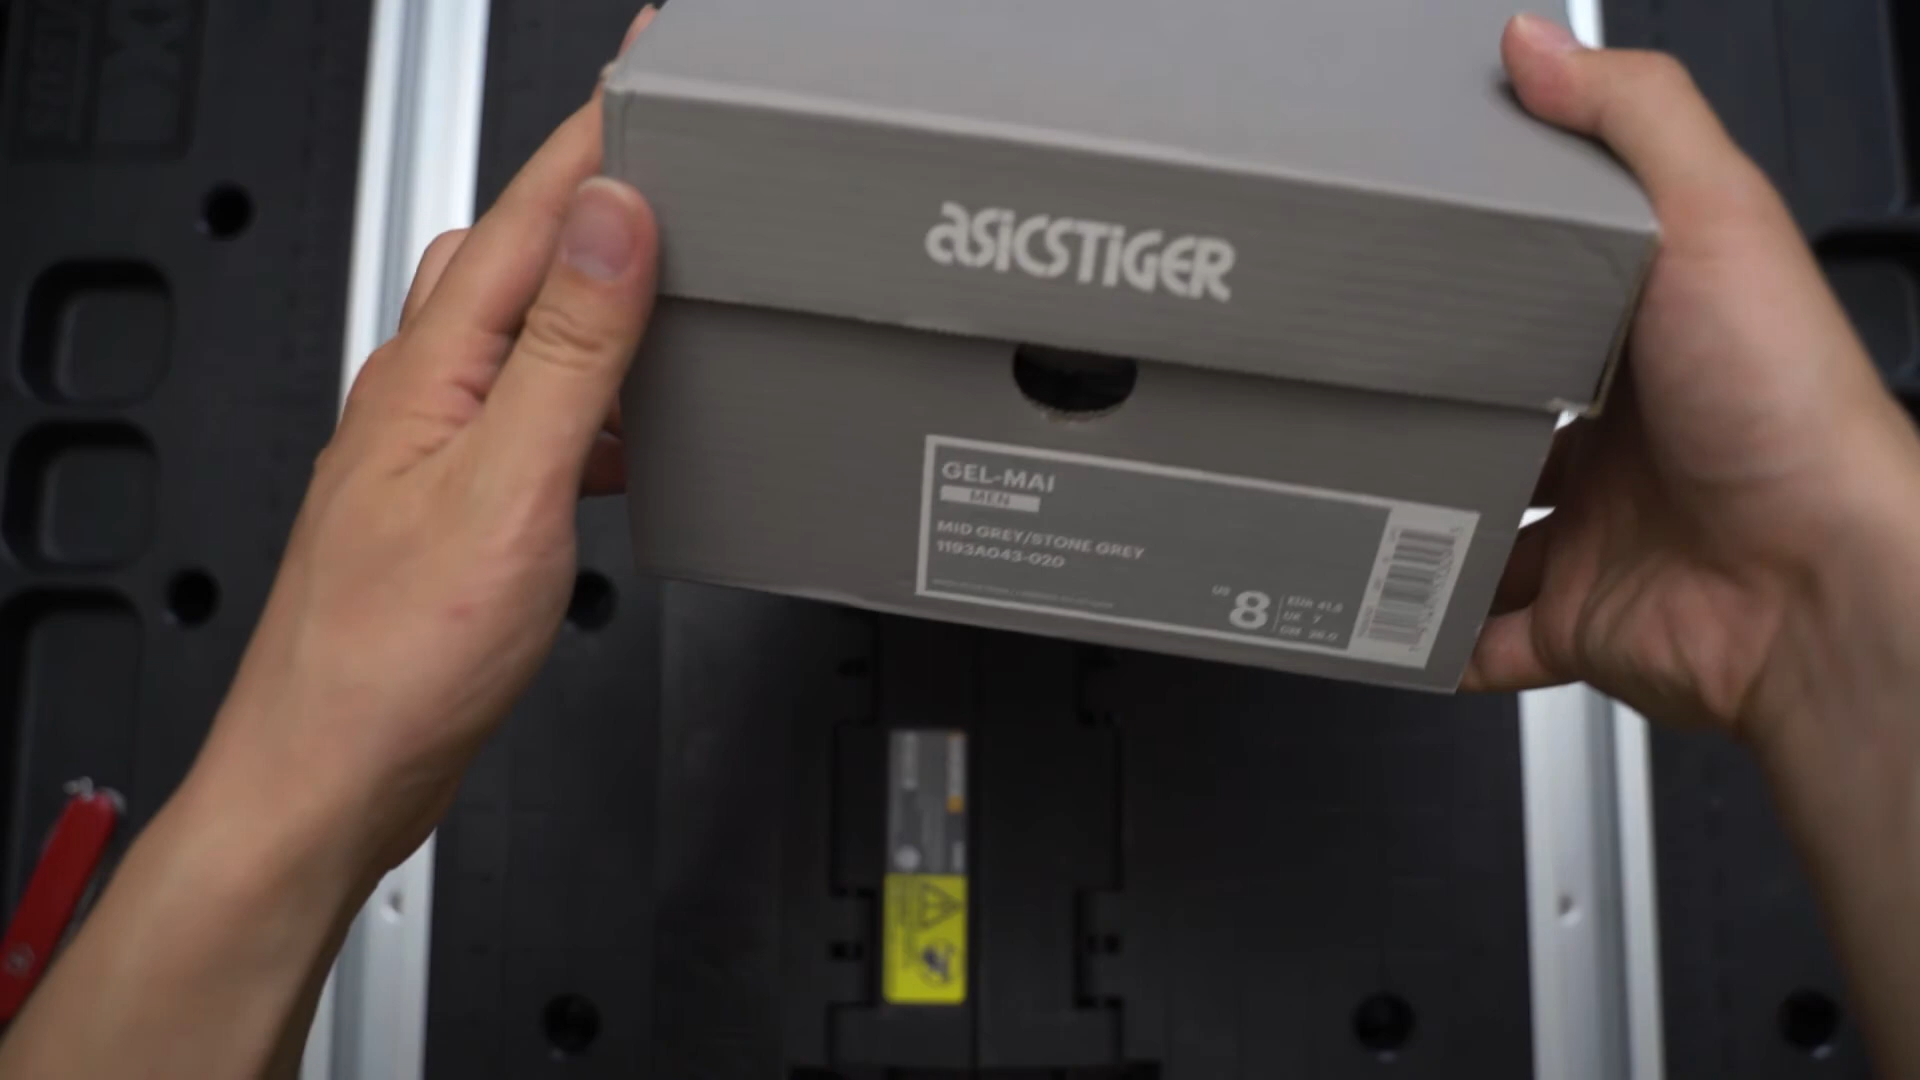 asicsTiGER
GEL-MAI
MEN
MID GREY/STONE GREY
1193A043-020
US
8
EUR 41.5
UK 7
CM 26.0